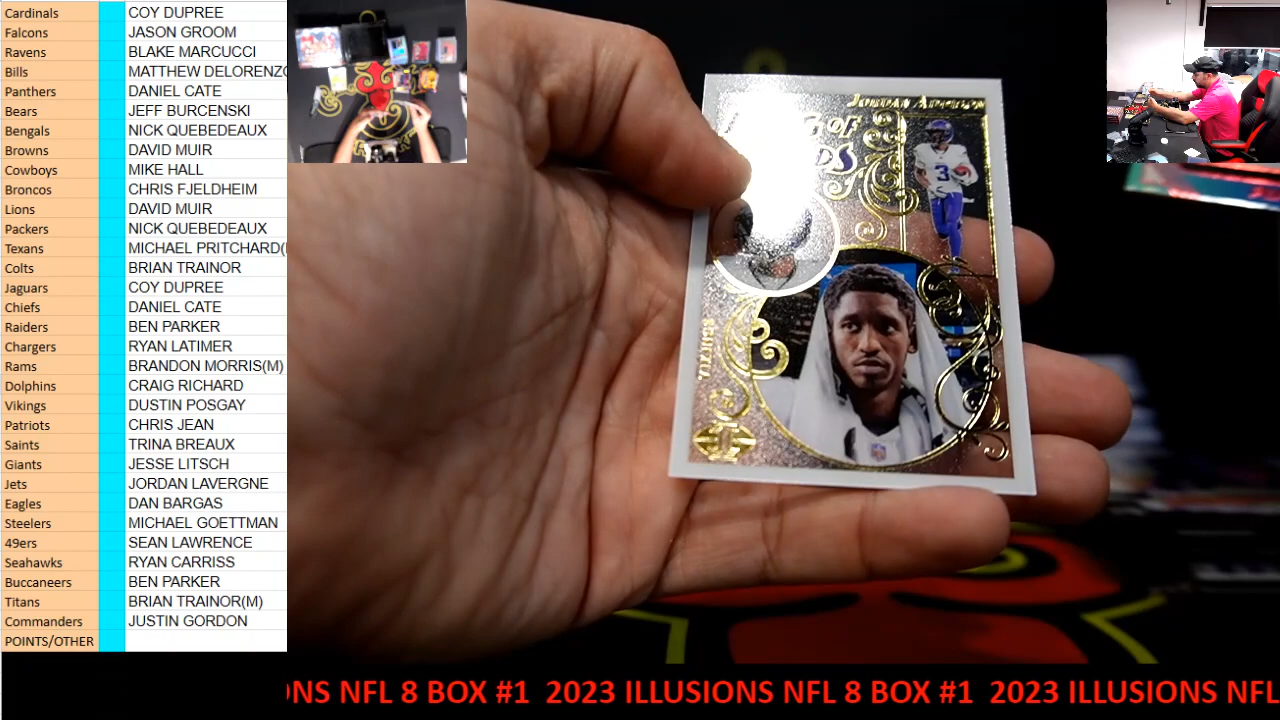 Cardinals COY DUPREE
Falcons JASON GROOM
Ravens BLAKE MARCUCCI
Bills MATTHEW DELORENZO
Panthers DANIEL CATE
Bears JEFF BURCENSKI
Bengals NICK QUEBEDEAUX
Browns DAVID MUIR
Cowboys MIKE HALL
Broncos CHRIS FJELDHEIM
Lions DAVID MUIR
Packers NICK QUEBEDEAUX
Texans MICHAEL PRITCHARD(
Colts BRIAN TRAINOR
Jaguars COY DUPREE
Chiefs DANIEL CATE
Raiders BEN PARKER
Chargers RYAN LATIMER
Rams BRANDON MORRIS(M)
Dolphins CRAIG RICHARD
Vikings DUSTIN POSGAY
Patriots CHRIS JEAN
Saints TRINA BREAUX
Giants JESSE LITSCH
Jets JORDAN LAVERGNE
Eagles DAN BARGAS
Steelers MICHAEL GOETTMAN
49ers SEAN LAWRENCE
Seahawks RYAN CARRISS
Buccaneers BEN PARKER
Titans BRIAN TRAINOR(M)
Commanders JUSTIN GORDON
POINTS/OTHER
Jordan Addison
of
3
ONS NFL 8 BOX #1 2023 ILLUSIONS NFL 8 BOX #1 2023 ILLUSIONS NFL